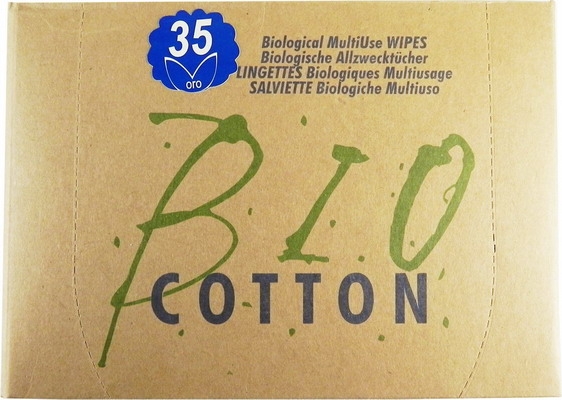 35
oro
Biological MultiUse WIPES
Biologische Allzwecktücher
LINGETTES Biologiques Multiusage
SALVIETTE Biologiche Multiuso
BIO
COTTON